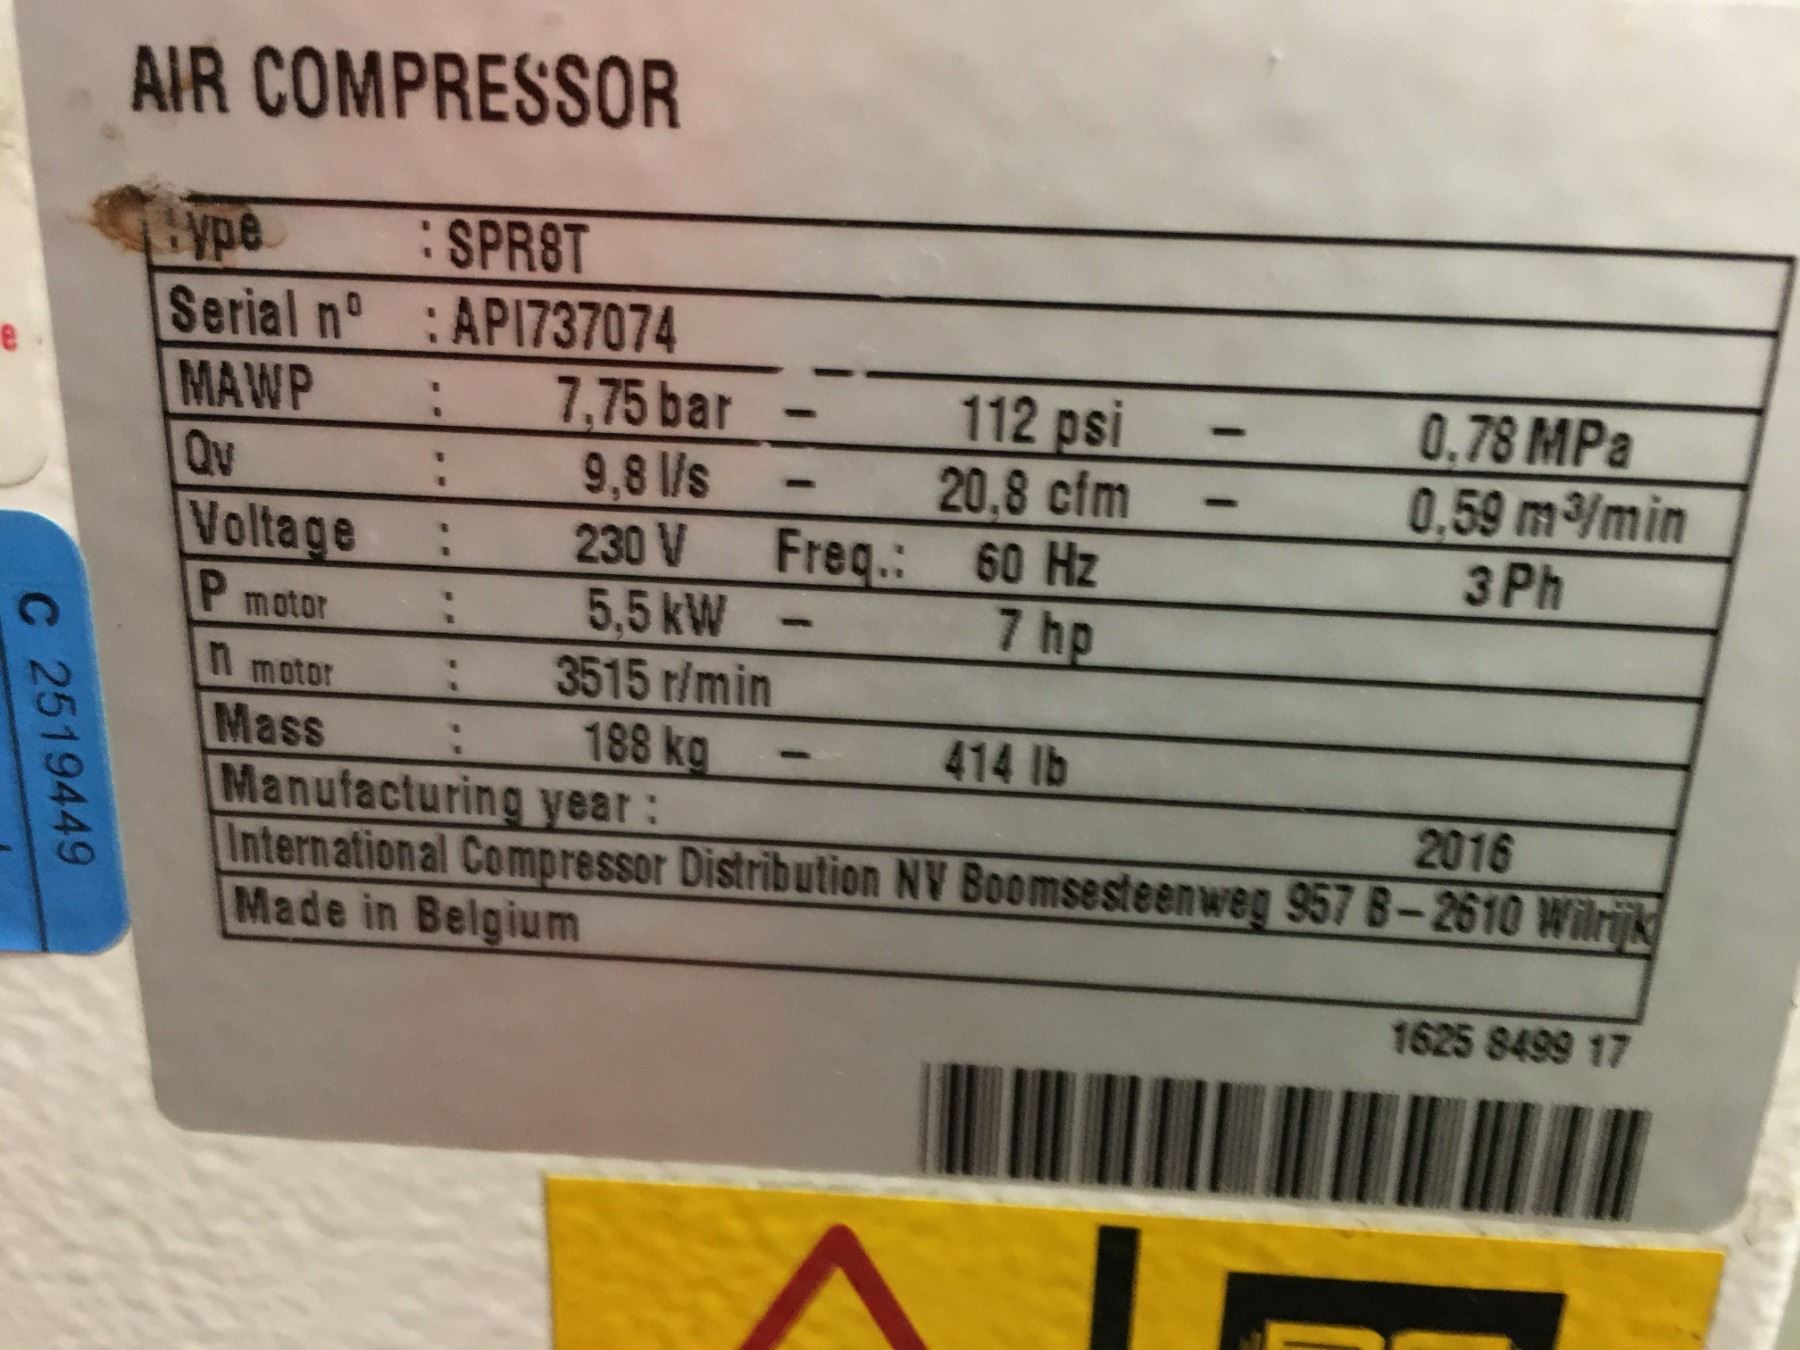 AIR COMPRESSOR
Type : SPR8T
Serial nº : API737074
MAWP : 7,75 bar – 112 psi – 0,78 MPa
Qv : 9,8 l/s – 20,8 cfm – 0,59 m³/min
Voltage : 230 V Freq.: 60 Hz 3 Ph
P motor : 5,5 kW – 7 hp
n motor : 3515 r/min
Mass : 188 kg – 414 lb
Manufacturing year : 2016
International Compressor Distribution NV Boomsesteenweg 957 B – 2610 Wilrijk
Made in Belgium
1625 8499 17
C 2519449
e